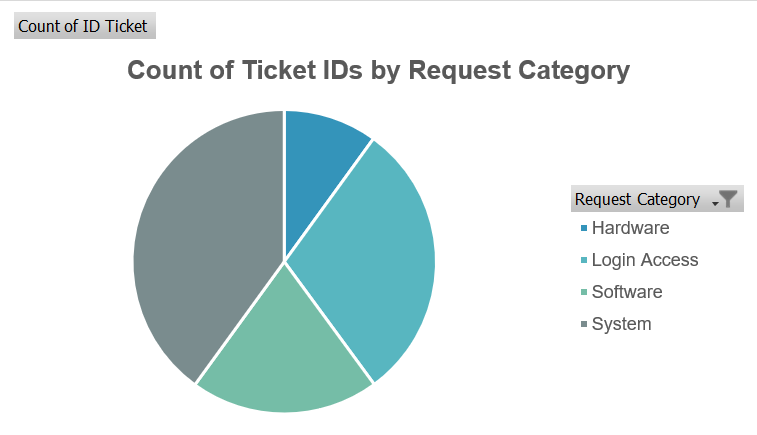 Count of ID Ticket
Count of Ticket IDs by Request Category
Request Category
Hardware
Login Access
Software
System